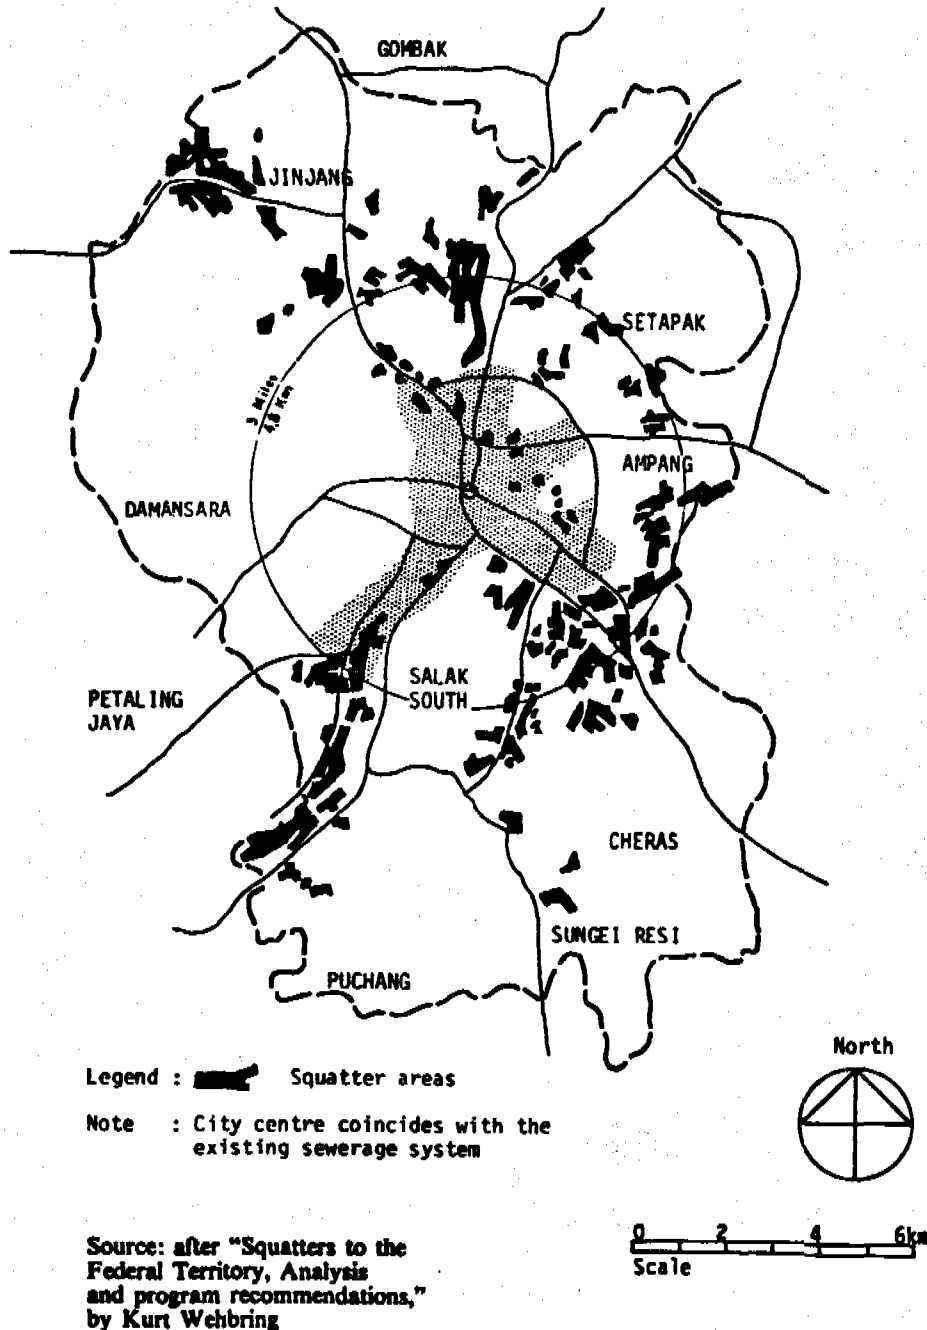 GOMBAK
JINJANG
SETAPAK
3 Miles
4.8 Km
AMPANG
DAMANSARA
SALAK
SOUTH
PETALING
JAYA
CHERAS
SUNGEI RESI
PUCHANG
North
Legend : Squatter areas
Note : City centre coincides with the
existing sewerage system
0 2 4 6km
Scale
Source: after "Squatters to the
Federal Territory, Analysis
and program recommendations,"
by Kurt Wehbring